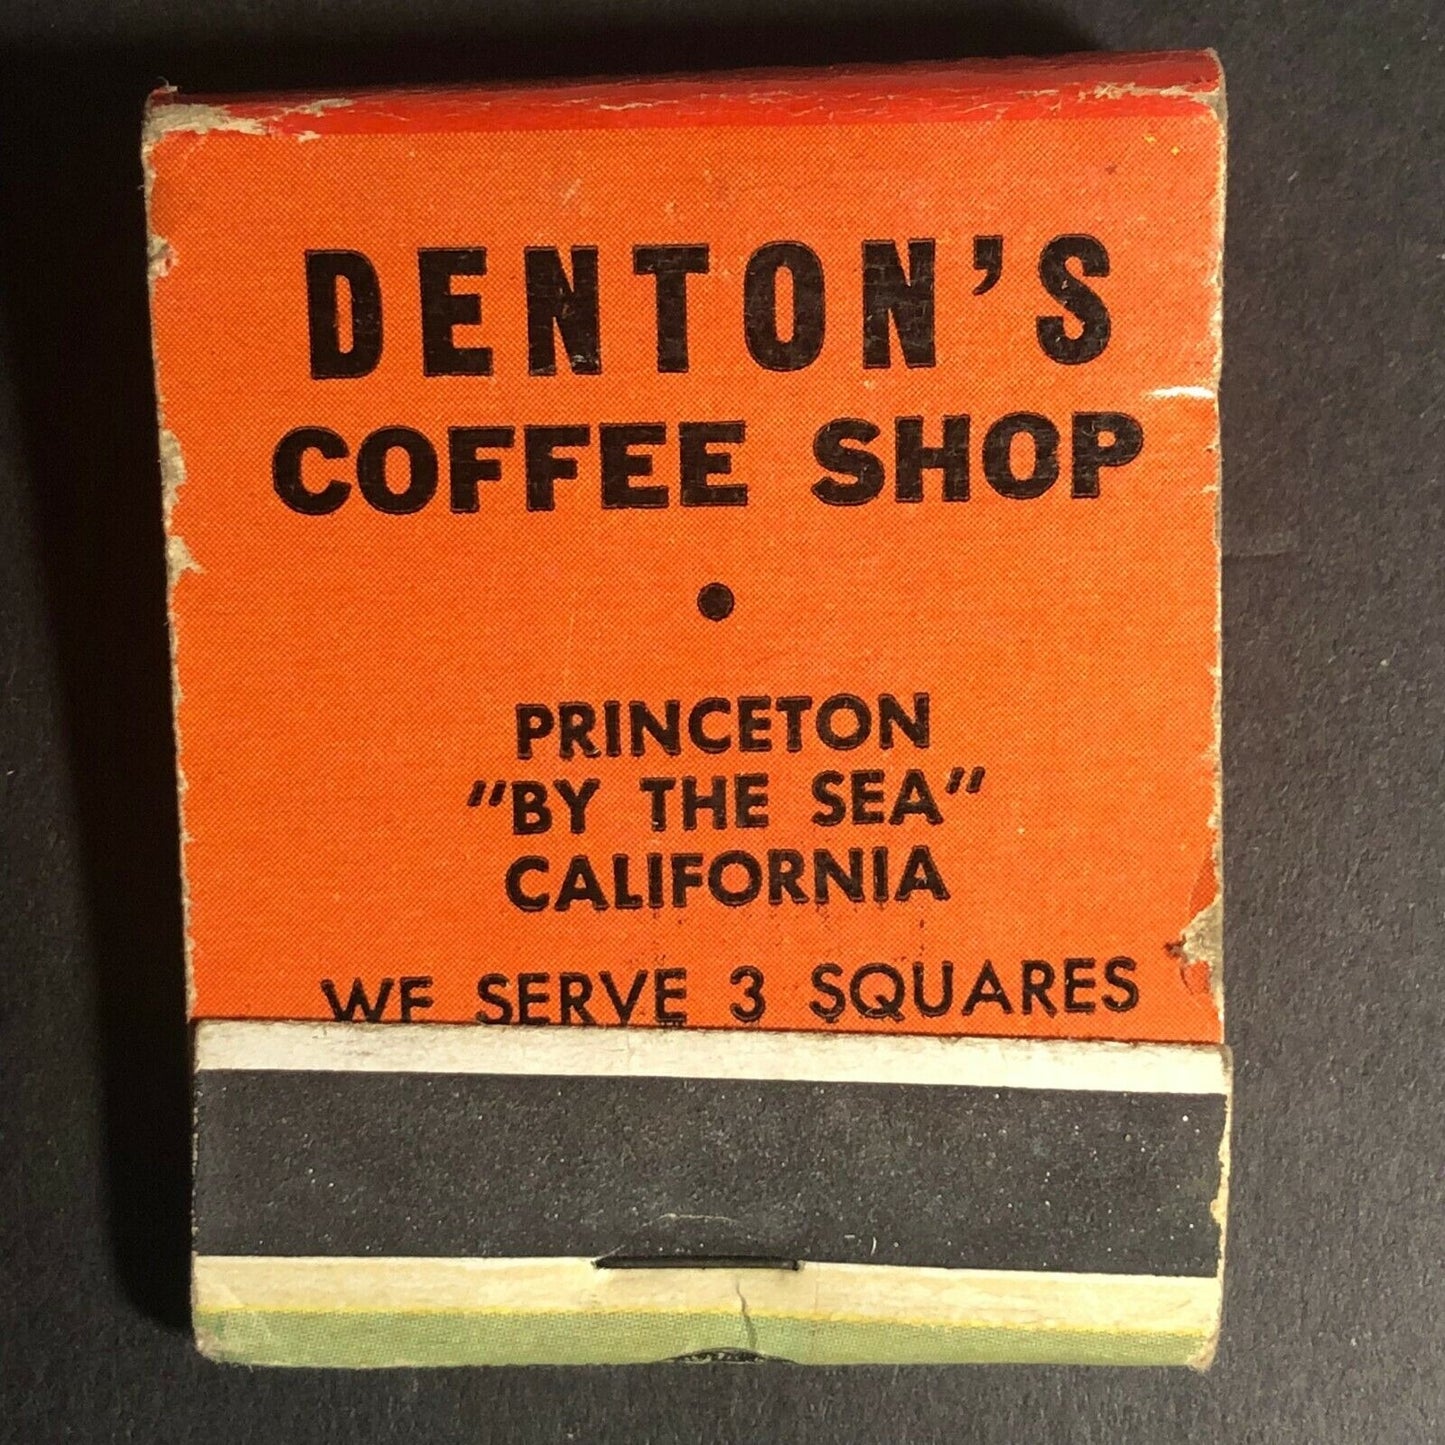 DENTON'S
COFFEE SHOP
•
PRINCETON
"BY THE SEA"
CALIFORNIA
WE SERVE 3 SQUARES